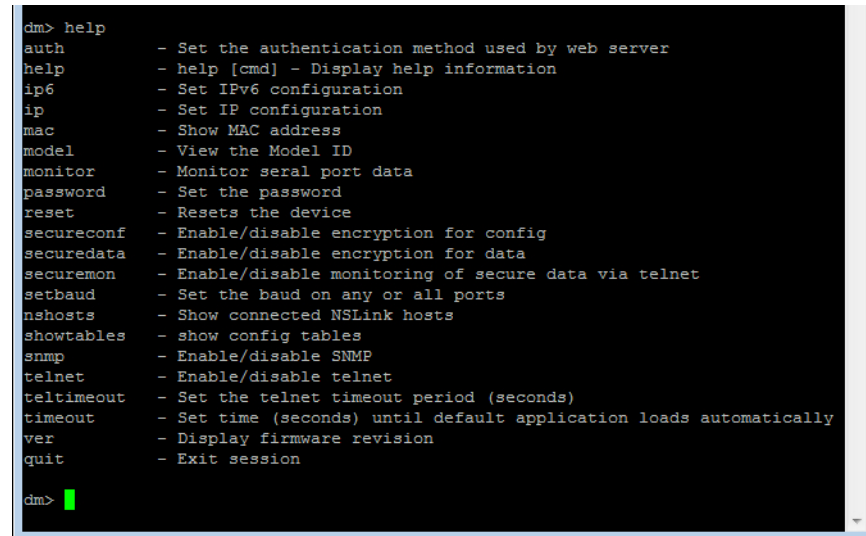 dm> help
auth - Set the authentication method used by web server
help - help [cmd] - Display help information
ip6 - Set IPv6 configuration
ip - Set IP configuration
mac - Show MAC address
model - View the Model ID
monitor - Monitor seral port data
password - Set the password
reset - Resets the device
secureconf - Enable/disable encryption for config
securedata - Enable/disable encryption for data
securemon - Enable/disable monitoring of secure data via telnet
setbaud - Set the baud on any or all ports
nshosts - Show connected NSLink hosts
showtables - show config tables
snmp - Enable/disable SNMP
telnet - Enable/disable telnet
teltimeout - Set the telnet timeout period (seconds)
timeout - Set time (seconds) until default application loads automatically
ver - Display firmware revision
quit - Exit session
dm>